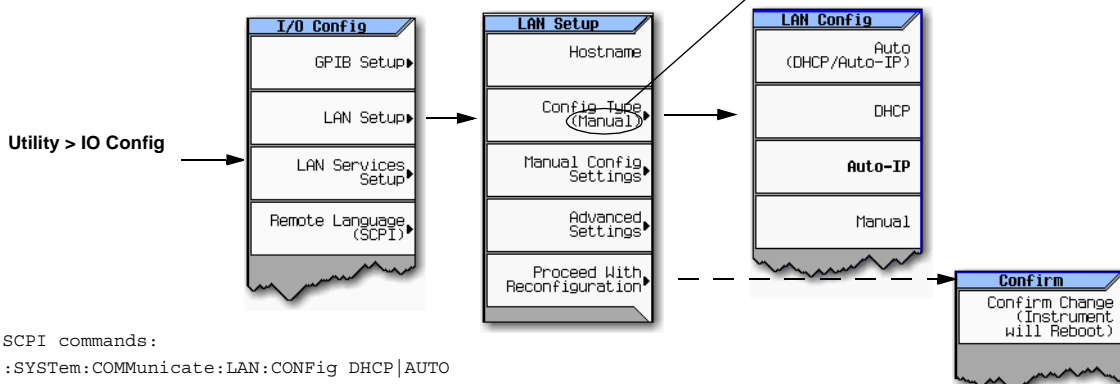 Utility > IO Config
I/O Config
GPIB Setup
LAN Setup
LAN Services
Setup
Remote Language
(SCPI)
LAN Setup
Hostname
Config Type
(Manual)
Manual Config
Settings
Advanced
Settings
Proceed With
Reconfiguration
LAN Config
Auto
(DHCP/Auto-IP)
DHCP
Auto-IP
Manual
Confirm
Confirm Change
(Instrument
will Reboot)
SCPI commands:
:SYSTem:COMMunicate:LAN:CONFig DHCP|AUTO